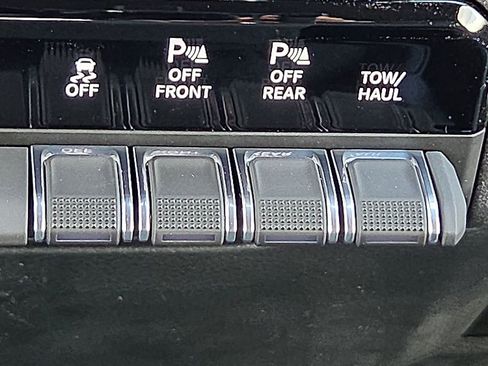 OFF
P OFF FRONT
P OFF REAR
TOW/ HAUL